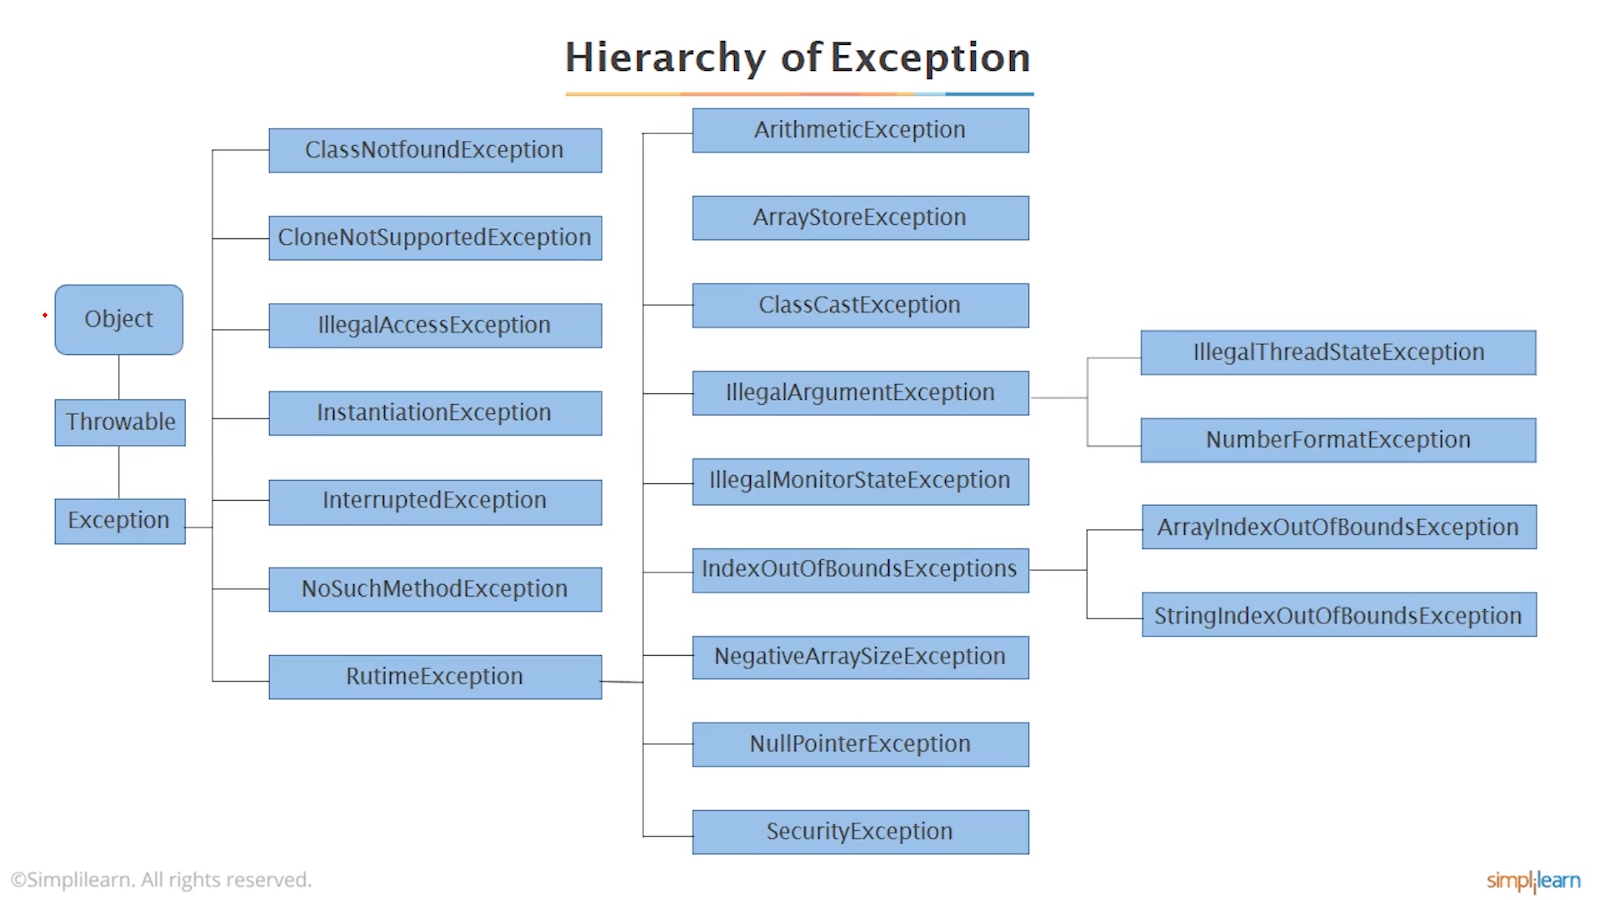 Hierarchy of Exception
Object
Throwable
Exception
ClassNotfoundException
CloneNotSupportedException
IllegalAccessException
InstantiationException
InterruptedException
NoSuchMethodException
RutimeException
ArithmeticException
ArrayStoreException
ClassCastException
IllegalArgumentException
IllegalMonitorStateException
IndexOutOfBoundsExceptions
NegativeArraySizeException
NullPointerException
SecurityException
IllegalThreadStateException
NumberFormatException
ArrayIndexOutOfBoundsException
StringIndexOutOfBoundsException
©Simplilearn. All rights reserved.
simplilearn